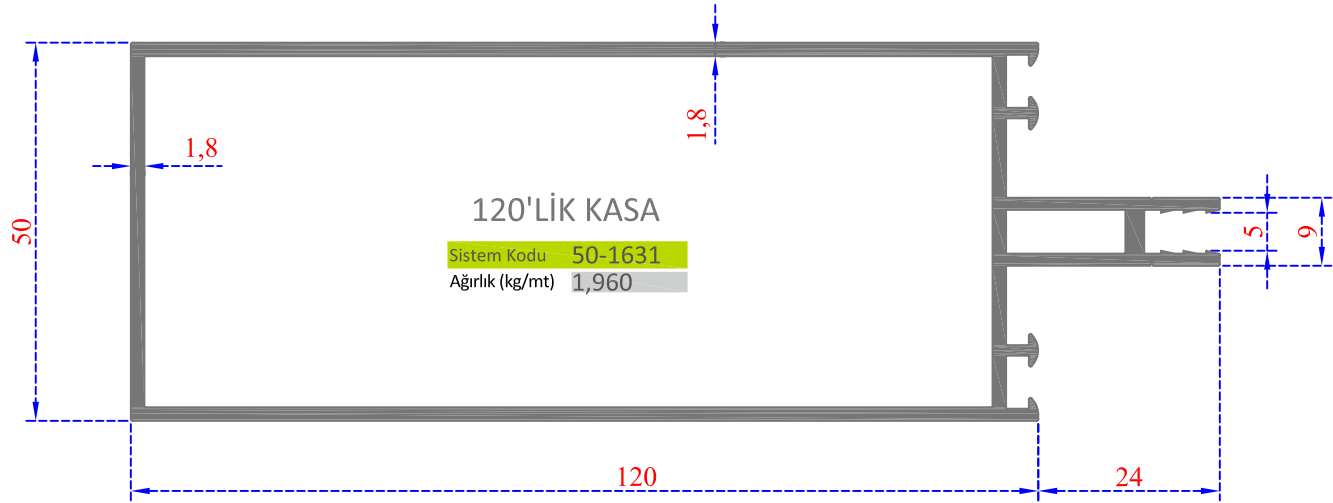 1,8
1,8
50
120'LİK KASA
Sistem Kodu 50-1631
Ağırlık (kg/mt) 1,960
5
9
120
24